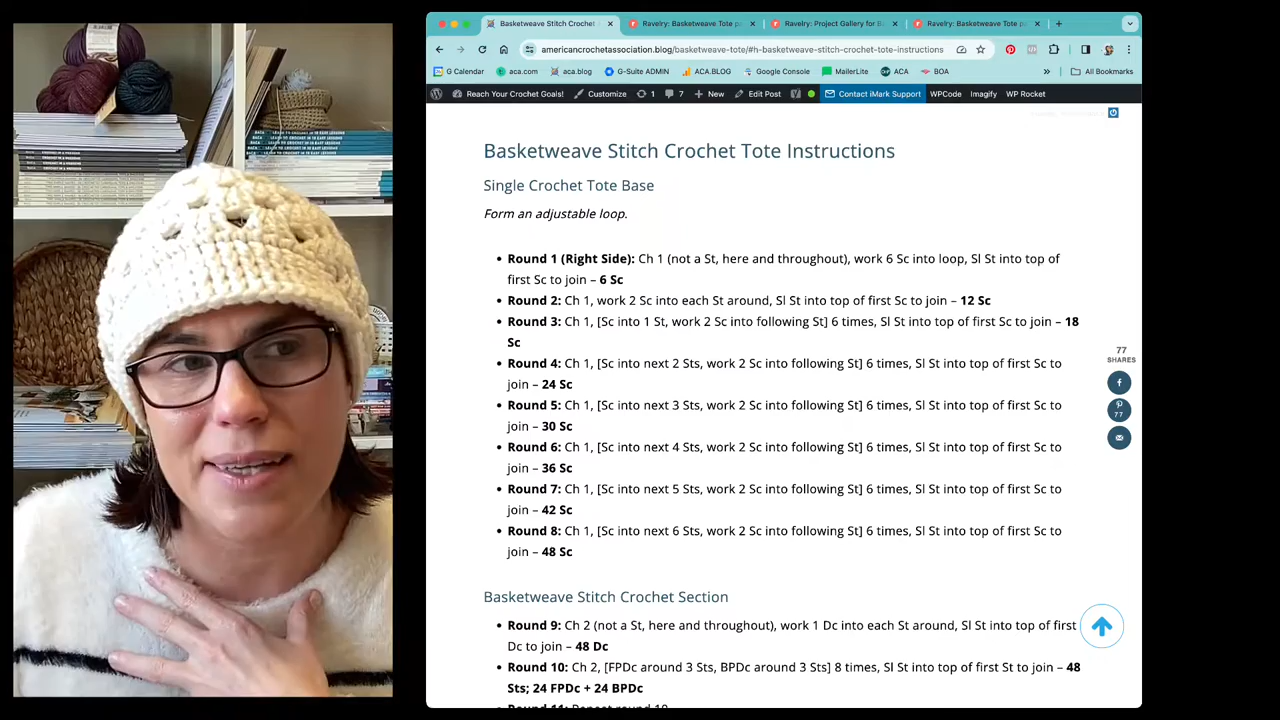 Basketweave Stitch Crochet
Ravelry: Basketweave Tote pa
Ravelry: Project Gallery for B
Ravelry: Basketweave Tote pa
americancrochetassociation.blog/basketweave-tote/#h-basketweave-stitch-crochet-tote-instructions
G Calendar
aca.com
aca.blog
G-Suite ADMIN
ACA.BLOG
Google Console
MailerLite
ACA
BOA
All Bookmarks
Reach Your Crochet Goals!
Customize
1
7
New
Edit Post
Contact iMark Support
WPCode
Imagify
WP Rocket
Basketweave Stitch Crochet Tote Instructions
Single Crochet Tote Base
Form an adjustable loop.
• Round 1 (Right Side): Ch 1 (not a St, here and throughout), work 6 Sc into loop, Sl St into top of
first Sc to join – 6 Sc
• Round 2: Ch 1, work 2 Sc into each St around, Sl St into top of first Sc to join – 12 Sc
• Round 3: Ch 1, [Sc into 1 St, work 2 Sc into following St] 6 times, Sl St into top of first Sc to join – 18
Sc
• Round 4: Ch 1, [Sc into next 2 Sts, work 2 Sc into following St] 6 times, Sl St into top of first Sc to
join – 24 Sc
• Round 5: Ch 1, [Sc into next 3 Sts, work 2 Sc into following St] 6 times, Sl St into top of first Sc to
join – 30 Sc
• Round 6: Ch 1, [Sc into next 4 Sts, work 2 Sc into following St] 6 times, Sl St into top of first Sc to
join – 36 Sc
• Round 7: Ch 1, [Sc into next 5 Sts, work 2 Sc into following St] 6 times, Sl St into top of first Sc to
join – 42 Sc
• Round 8: Ch 1, [Sc into next 6 Sts, work 2 Sc into following St] 6 times, Sl St into top of first Sc to
join – 48 Sc
77
SHARES
77
Basketweave Stitch Crochet Section
• Round 9: Ch 2 (not a St, here and throughout), work 1 Dc into each St around, Sl St into top of first
Dc to join – 48 Dc
• Round 10: Ch 2, [FPDc around 3 Sts, BPDc around 3 Sts] 8 times, Sl St into top of first St to join – 48
Sts; 24 FPDc + 24 BPDc
Round 11: Repeat round 10